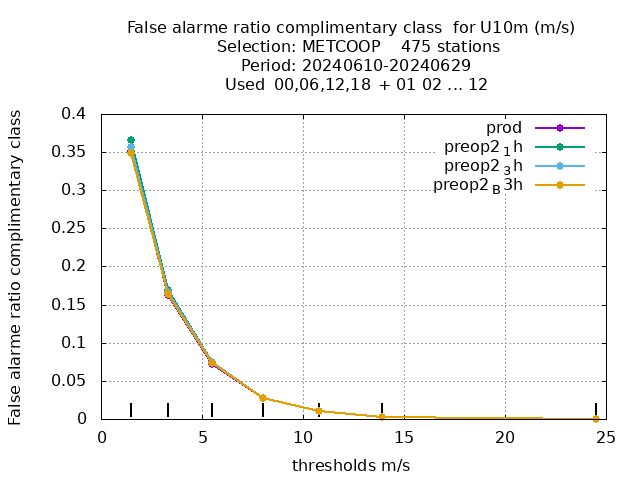 False alarme ratio complimentary class  for U10m (m/s)
Selection: METCOOP    475 stations
Period: 20240610-20240629
Used  00,06,12,18 + 01 02 ... 12
prod
preop2 1h
preop2 3h
preop2 B3h
False alarme ratio complimentary class
0.4
0.35
0.3
0.25
0.2
0.15
0.1
0.05
0
0 5 10 15 20 25
thresholds m/s